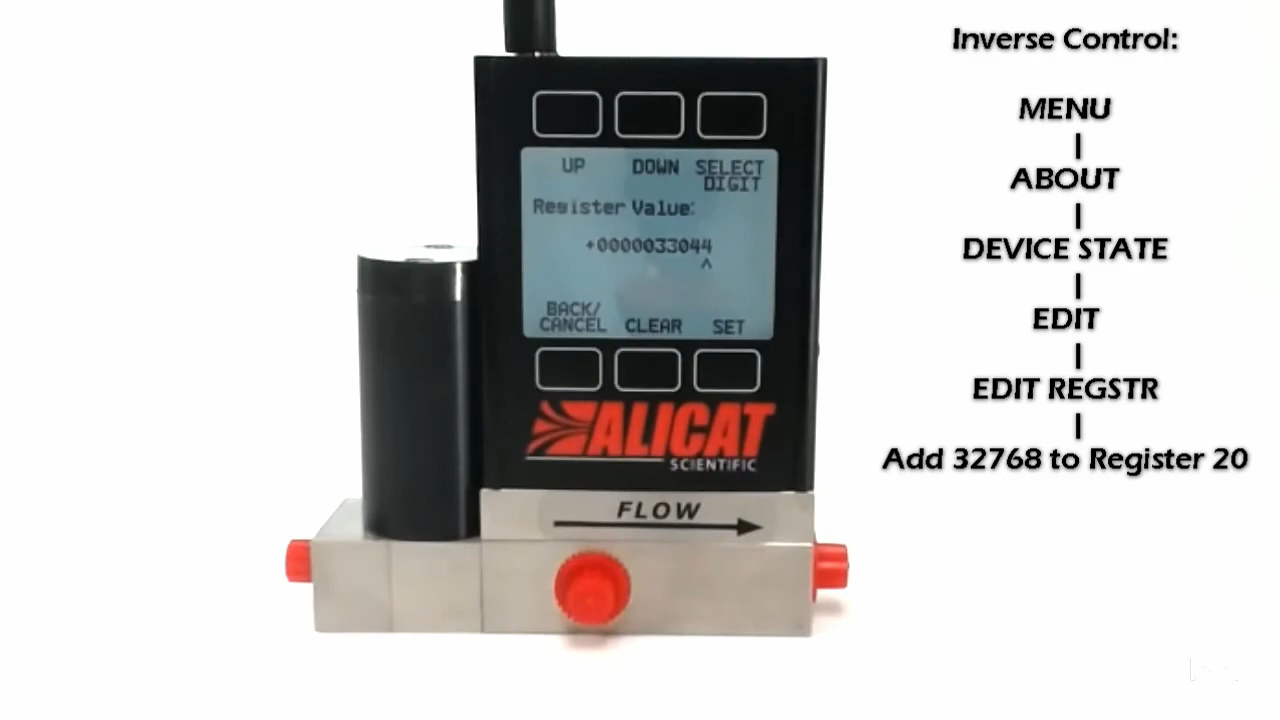 Inverse Control:
MENU
ABOUT
DEVICE STATE
EDIT
EDIT REGSTR
Add 32768 to Register 20
UP DOWN SELECT
DIGIT
Register Value:
+0000033044
^
BACK/
CANCEL CLEAR SET
ALICAT
SCIENTIFIC
FLOW